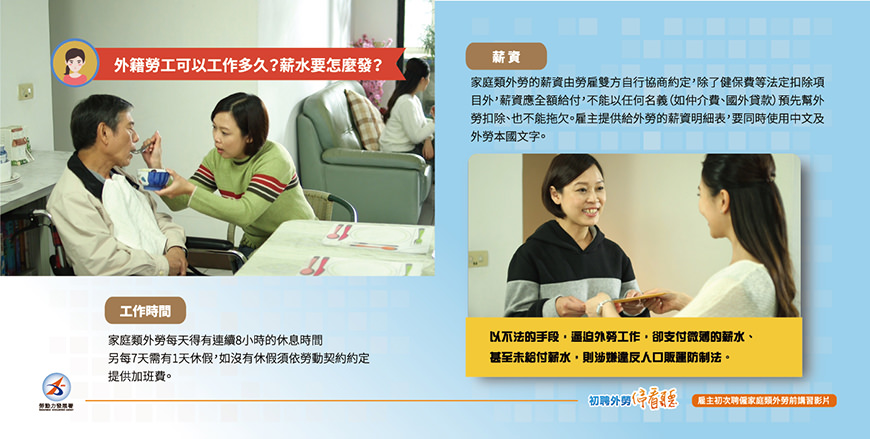 外籍勞工可以工作多久？薪水要怎麼發？
工作時間
家庭類外勞每天得有連續8小時的休息時間
另每7天需有1天休假，如沒有休假須依勞動契約約定
提供加班費。
勞動力發展署
薪資
家庭類外勞的薪資由勞雇雙方自行協商約定，除了健保費等法定扣除項
目外，薪資應全額給付，不能以任何名義（如仲介費、國外貸款）預先幫外
勞扣除、也不能拖欠。雇主提供給外勞的薪資明細表，要同時使用中文及
外勞本國文字。
以不法的手段，逼迫外勞工作，卻支付微薄的薪水、
甚至未給付薪水，則涉嫌違反人口販運防制法。
初聘外勞停看聽
雇主初次聘僱家庭類外勞前講習影片